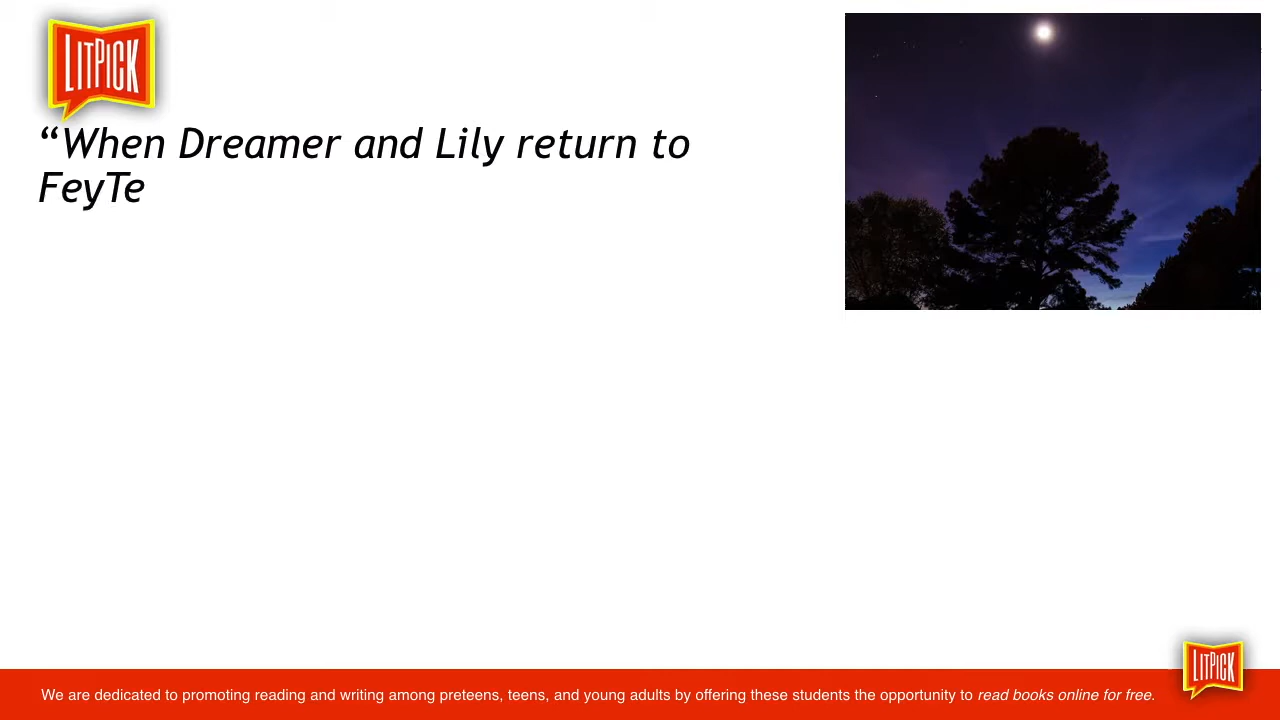 LITPICK
“When Dreamer and Lily return to
FeyTe
We are dedicated to promoting reading and writing among preteens, teens, and young adults by offering these students the opportunity to read books online for free.
LITPICK